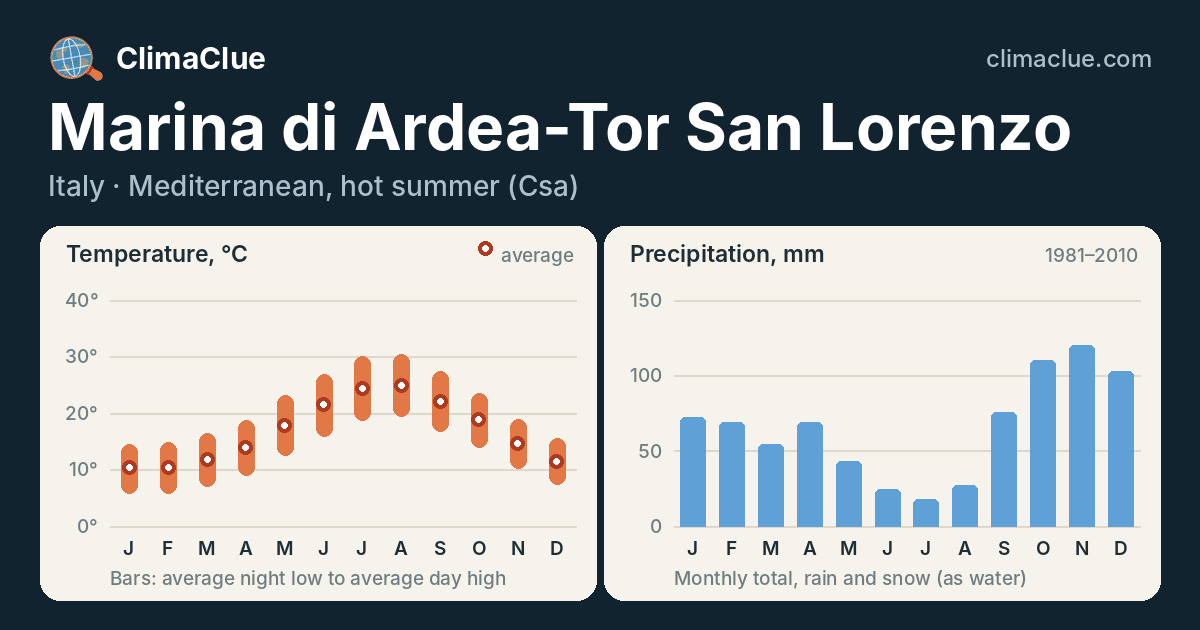 ClimaClue
climaclue.com
Marina di Ardea-Tor San Lorenzo
Italy · Mediterranean, hot summer (Csa)
Temperature, °C
average
40°
30°
20°
10°
0°
J F M A M J J A S O N D
Bars: average night low to average day high
Precipitation, mm
1981–2010
150
100
50
0
J F M A M J J A S O N D
Monthly total, rain and snow (as water)